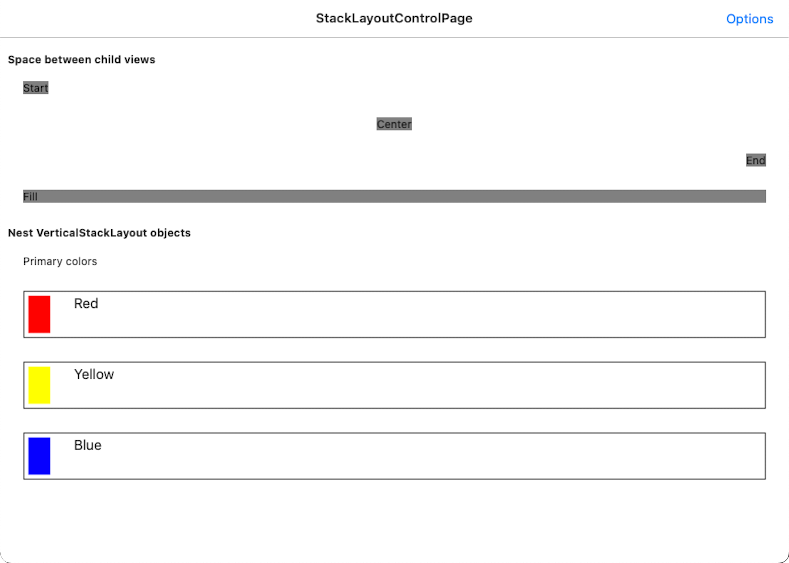 StackLayoutControlPage
Options
Space between child views
Start
Center
End
Fill
Nest VerticalStackLayout objects
Primary colors
Red
Yellow
Blue